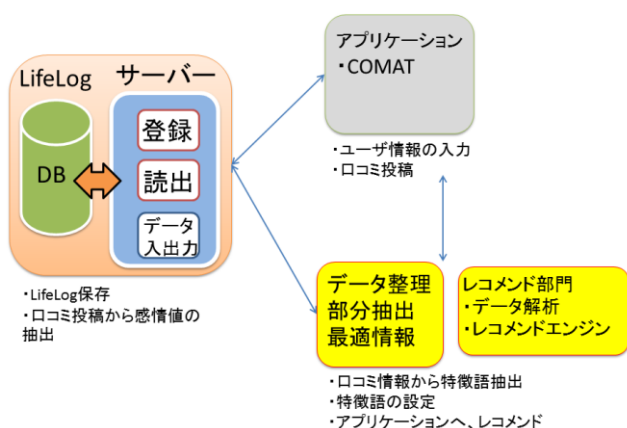 LifeLog
サーバー
DB
登録
読出
データ
入出力
・LifeLog保存
・口コミ投稿から感情値の
抽出
アプリケーション
・COMAT
・ユーザ情報の入力
・口コミ投稿
データ整理
部分抽出
最適情報
レコメンド部門
・データ解析
・レコメンドエンジン
・口コミ情報から特徴語抽出
・特徴語の設定
・アプリケーションへ、レコメンド